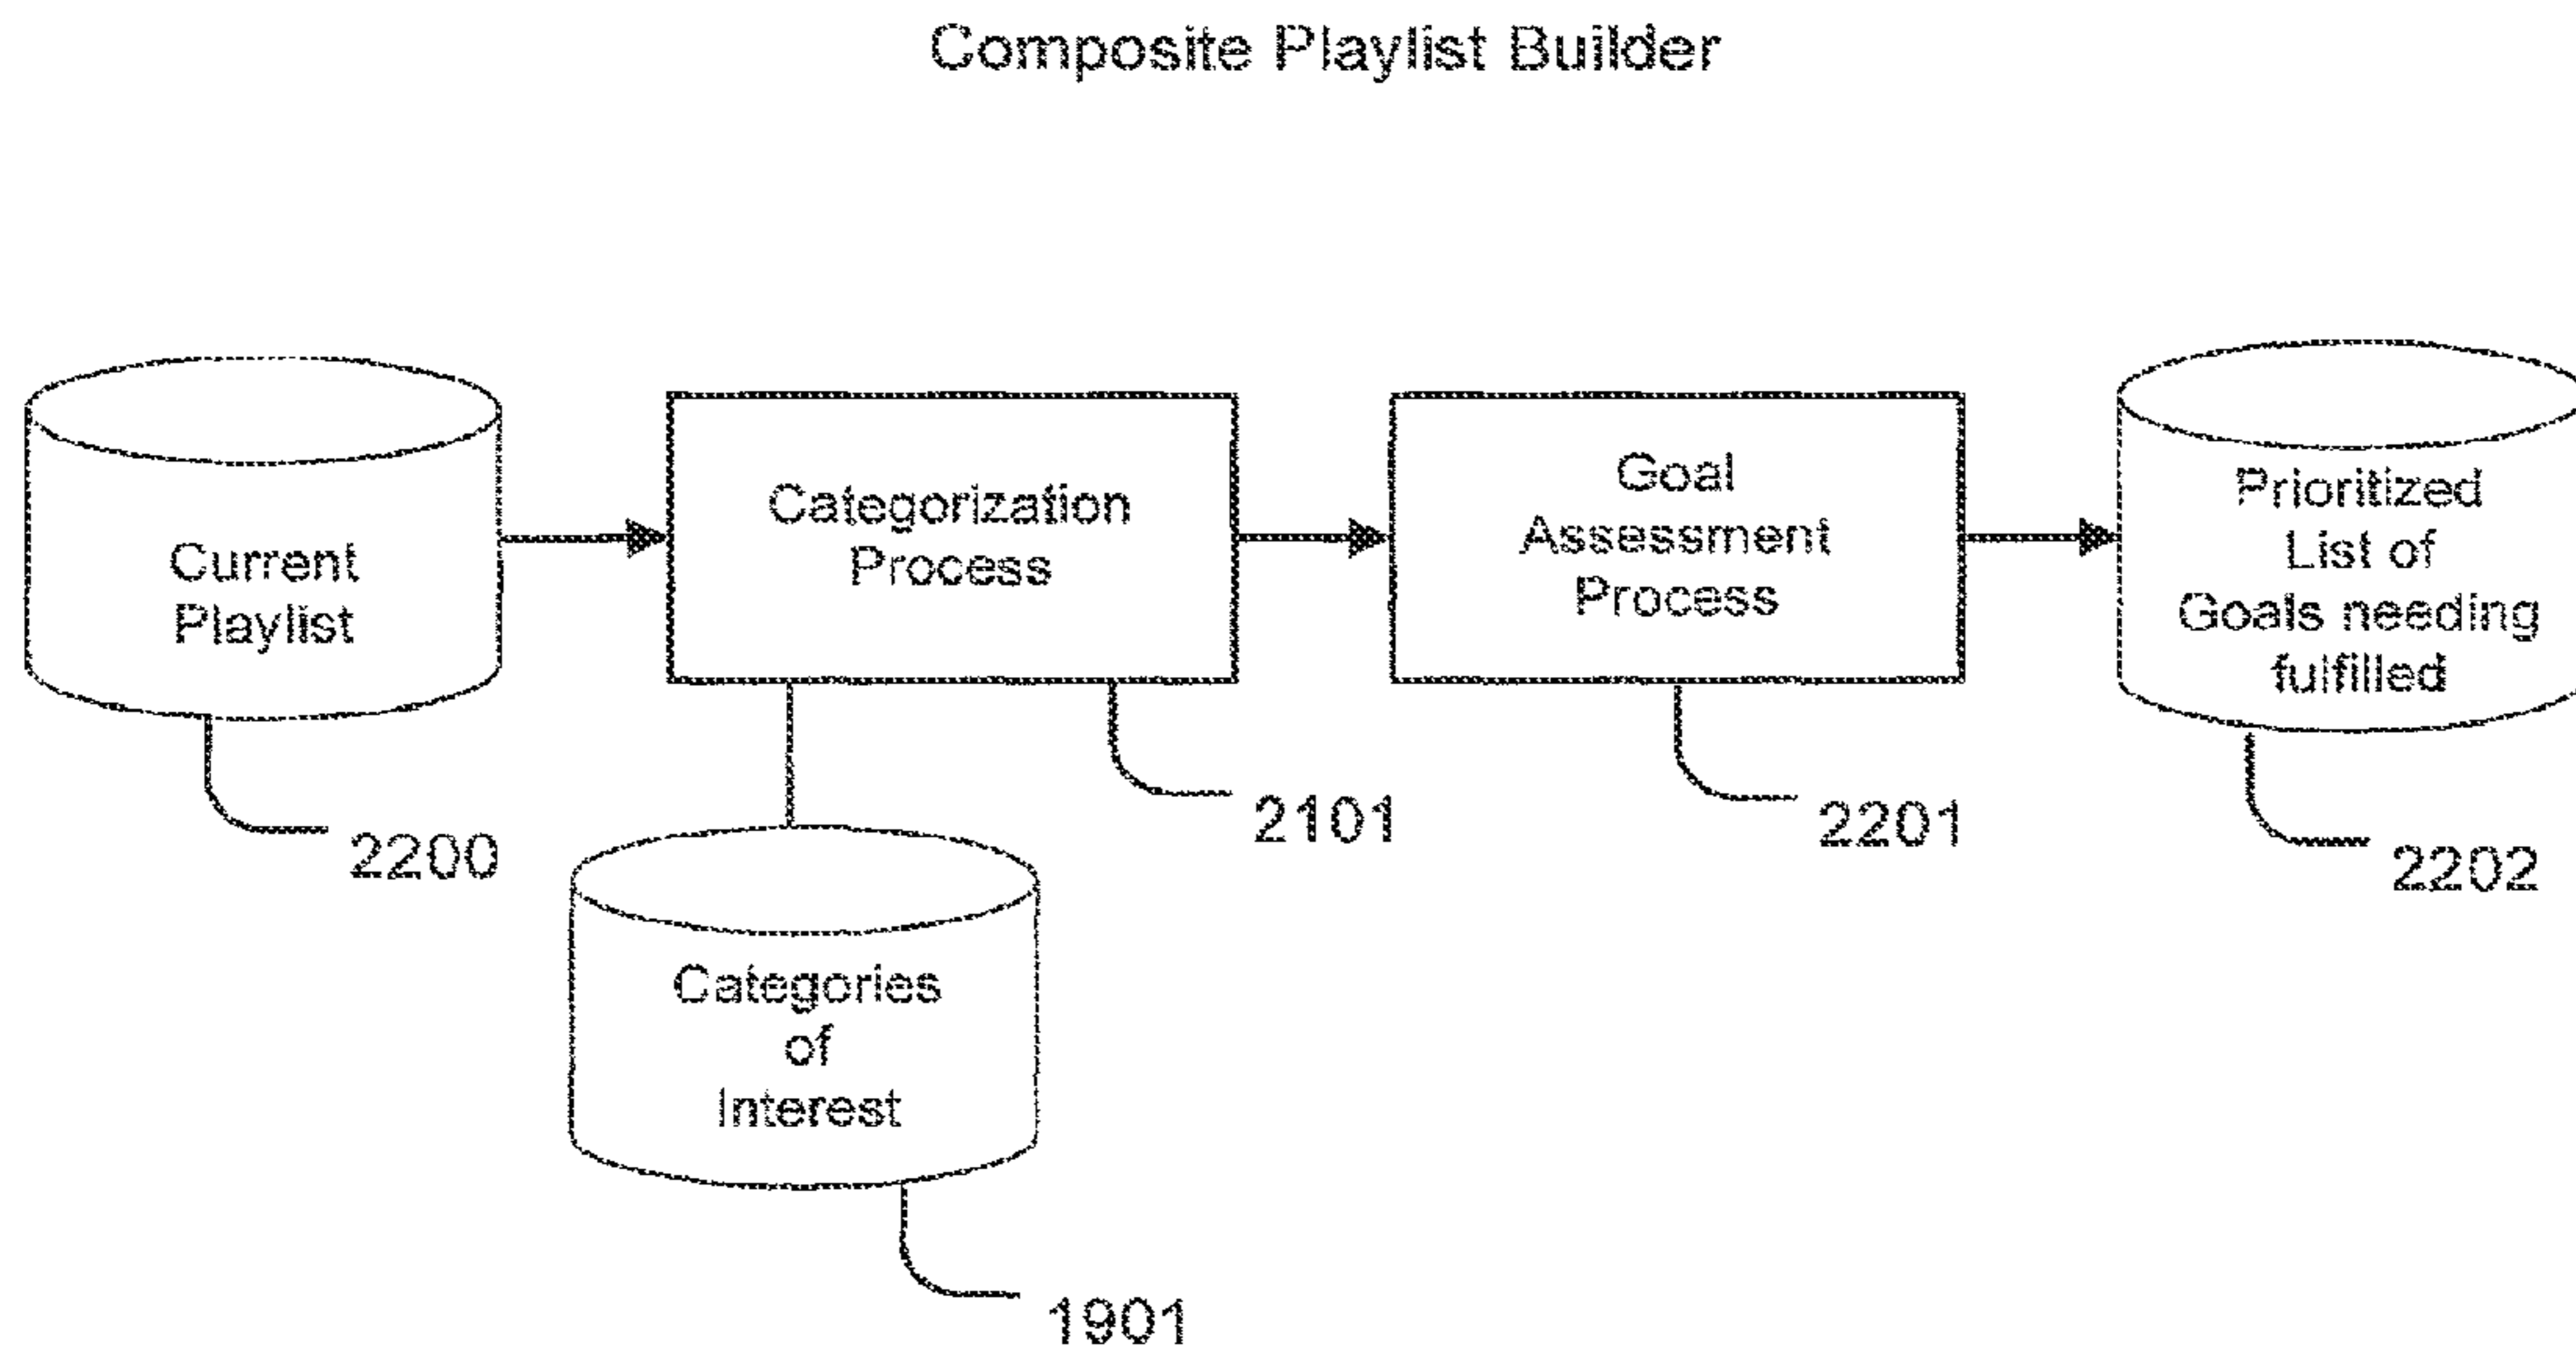 Composite Playlist Builder
Current
Playlist
2200
Categorization
Process
2101
Goal
Assessment
Process
2201
Prioritized
List of
Goals needing
fulfilled
2202
Categories
of
Interest
1901